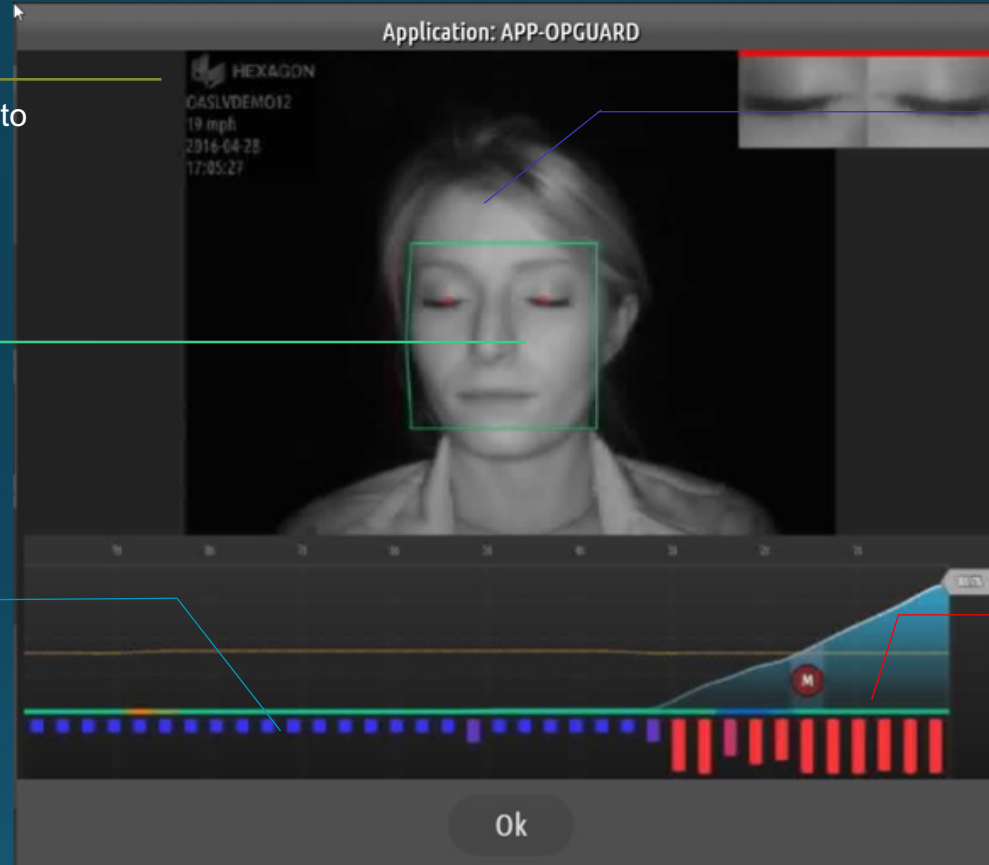 Application: APP-OPGUARD
HEXAGON
OASLVDEMO12
19 mph
2016-04-28
17:05:27
to
M
Ok